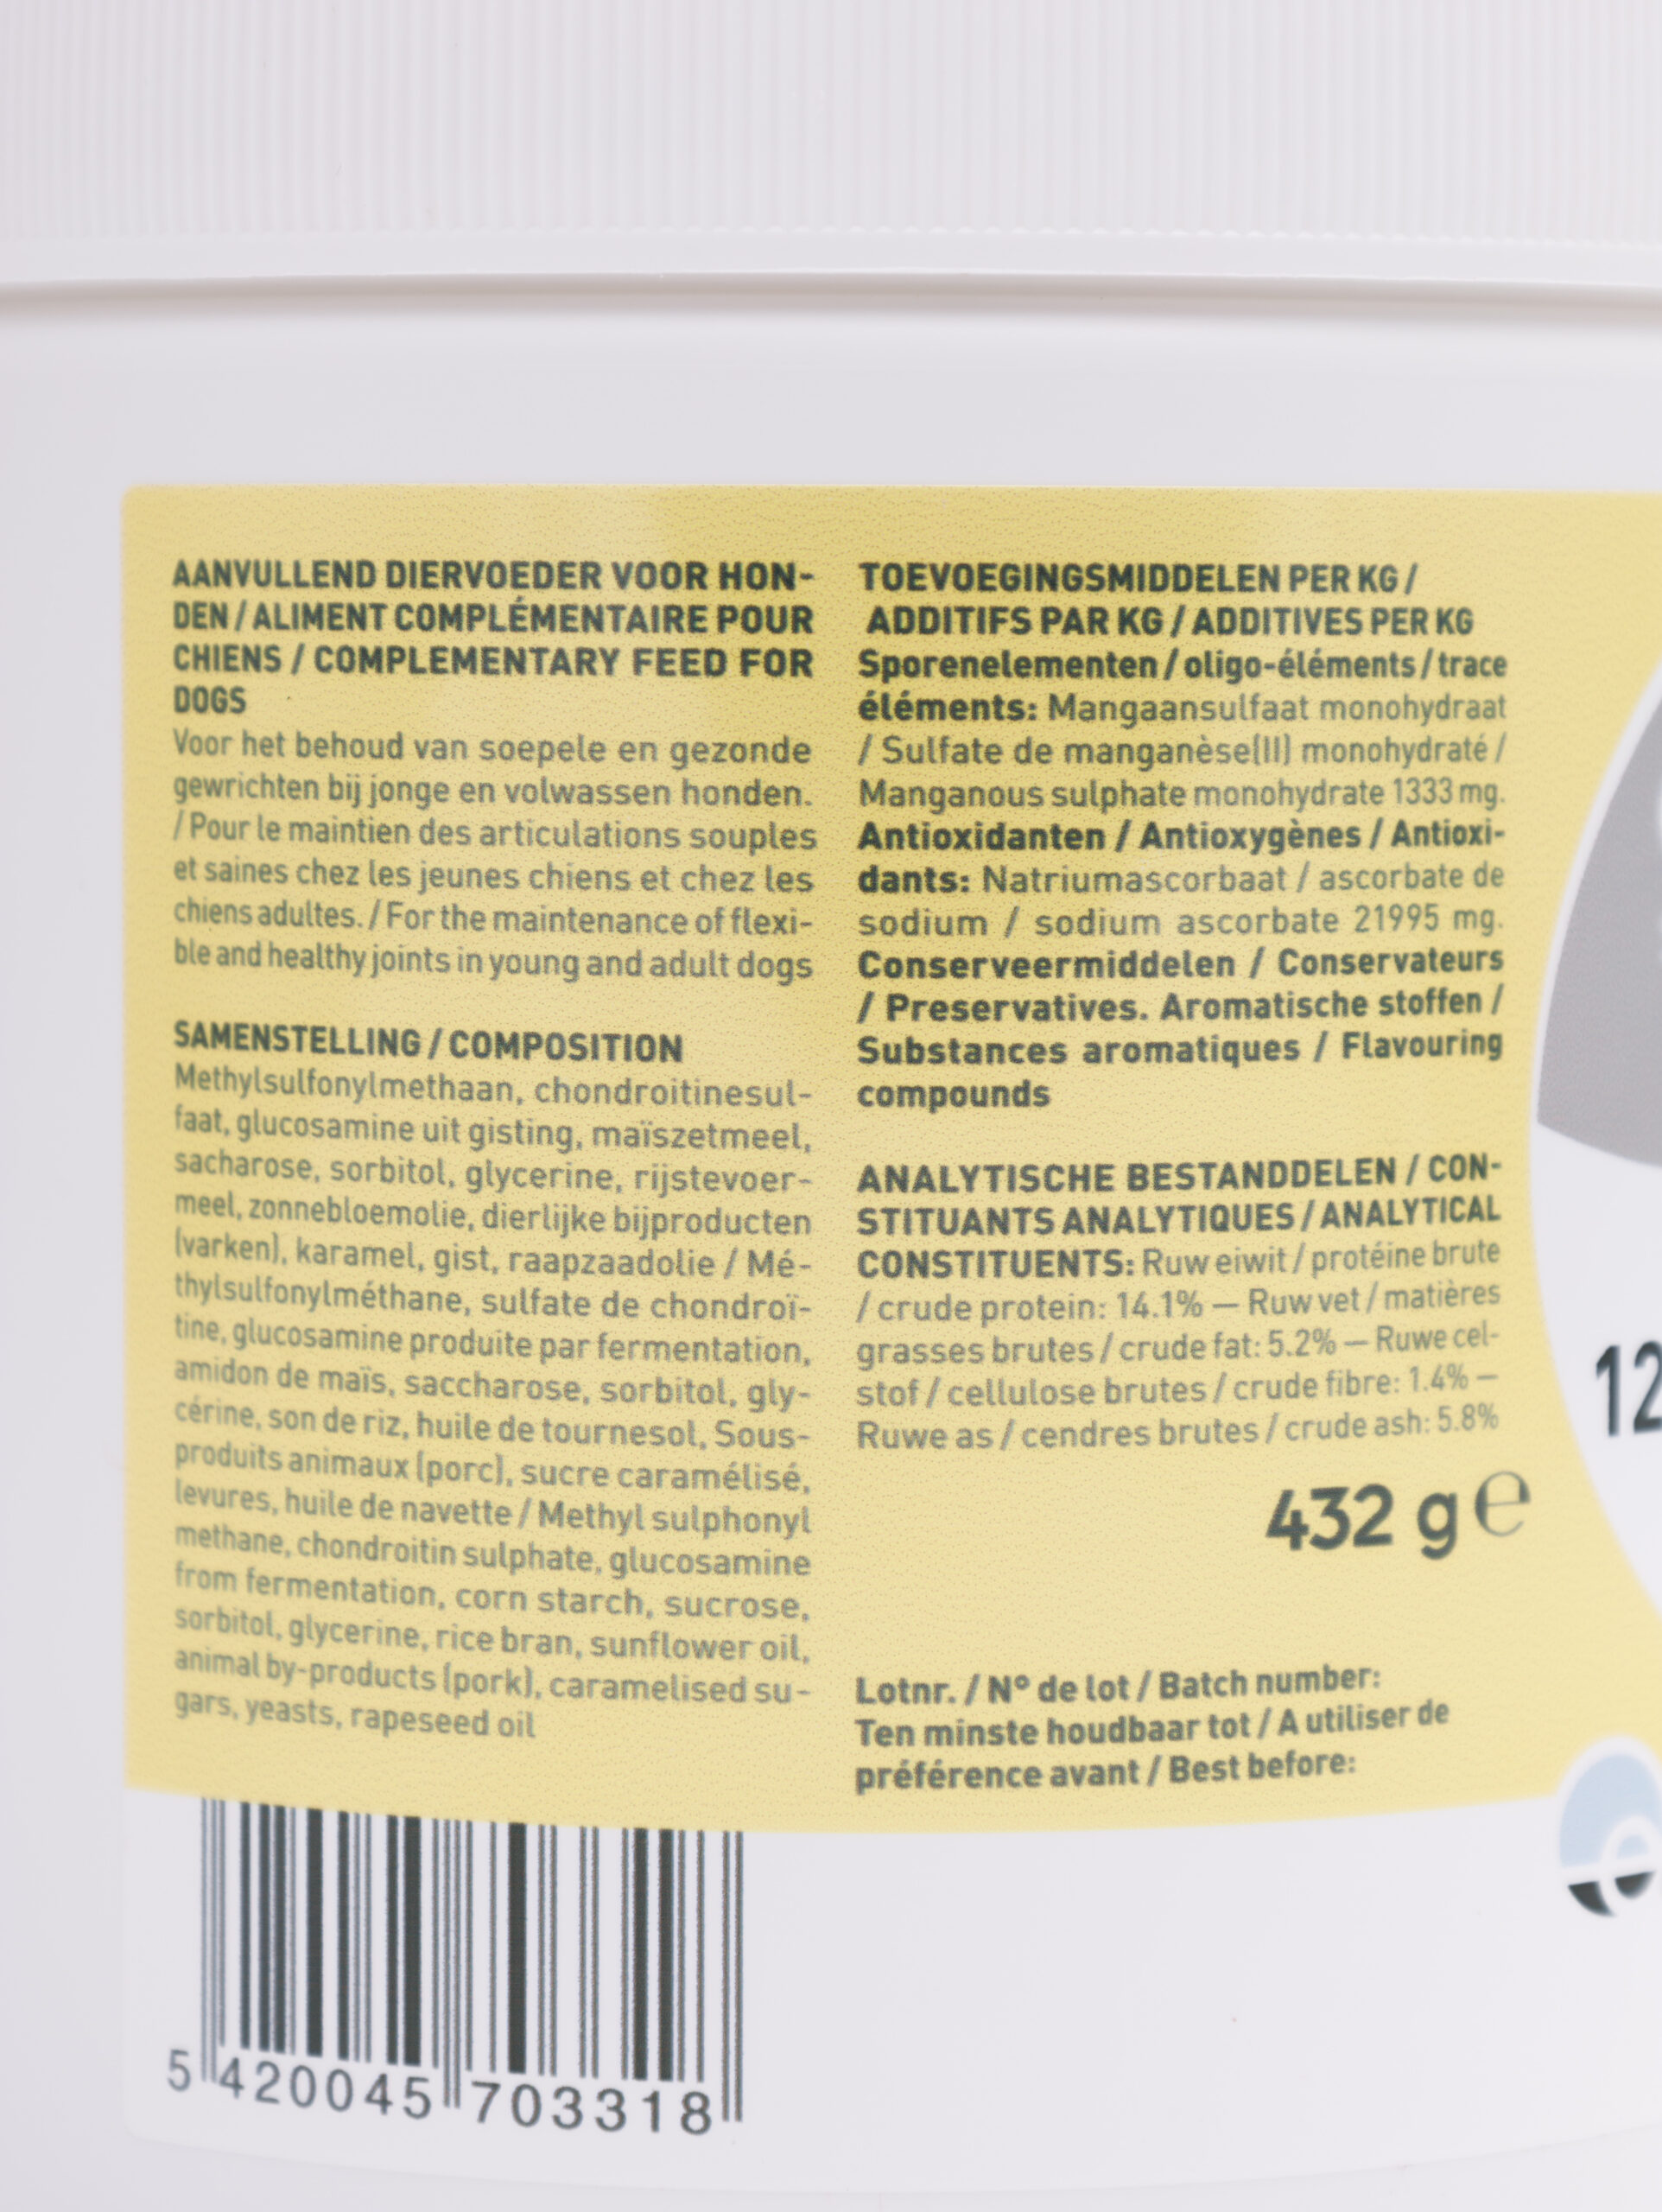 AANVULLEND DIERVOEDER VOOR HON-
DEN / ALIMENT COMPLÉMENTAIRE POUR
CHIENS / COMPLEMENTARY FEED FOR
DOGS
Voor het behoud van soepele en gezonde
gewrichten bij jonge en volwassen honden.
/ Pour le maintien des articulations souples
et saines chez les jeunes chiens et chez les
chiens adultes. / For the maintenance of flexi-
ble and healthy joints in young and adult dogs
SAMENSTELLING / COMPOSITION
Methylsulfonylmethaan, chondroitinesul-
faat, glucosamine uit gisting, maïszetmeel,
sacharose, sorbitol, glycerine, rijstevoer-
meel, zonnebloemolie, dierlijke bijproducten
(varken), karamel, gist, raapzaadolie / Mé-
thylsulfonylméthane, sulfate de chondroï-
tine, glucosamine produite par fermentation,
amidon de maïs, saccharose, sorbitol, gly-
cérine, son de riz, huile de tournesol, Sous-
produits animaux (porc), sucre caramélisé,
levures, huile de navette / Methyl sulphonyl
methane, chondroitin sulphate, glucosamine
from fermentation, corn starch, sucrose,
sorbitol, glycerine, rice bran, sunflower oil,
animal by-products (pork), caramelised su-
gars, yeasts, rapeseed oil
5 420045 703318
TOEVOEGINGSMIDDELEN PER KG /
ADDITIFS PAR KG / ADDITIVES PER KG
Sporenelementen / oligo-éléments / trace
éléments: Mangaansulfaat monohydraat
/ Sulfate de manganèse(II) monohydraté /
Manganous sulphate monohydrate 1333 mg.
Antioxidanten / Antioxygènes / Antioxi-
dants: Natriumascorbaat / ascorbate de
sodium / sodium ascorbate 21995 mg.
Conserveermiddelen / Conservateurs
/ Preservatives. Aromatische stoffen /
Substances aromatiques / Flavouring
compounds
ANALYTISCHE BESTANDDELEN / CON-
STITUANTS ANALYTIQUES / ANALYTICAL
CONSTITUENTS: Ruw eiwit / protéine brute
/ crude protein: 14.1% — Ruw vet / matières
grasses brutes / crude fat: 5.2% — Ruwe cel-
stof / cellulose brutes / crude fibre: 1.4% —
Ruwe as / cendres brutes / crude ash: 5.8%
432 g e
Lotnr. / N° de lot / Batch number:
Ten minste houdbaar tot / A utiliser de
préférence avant / Best before:
12